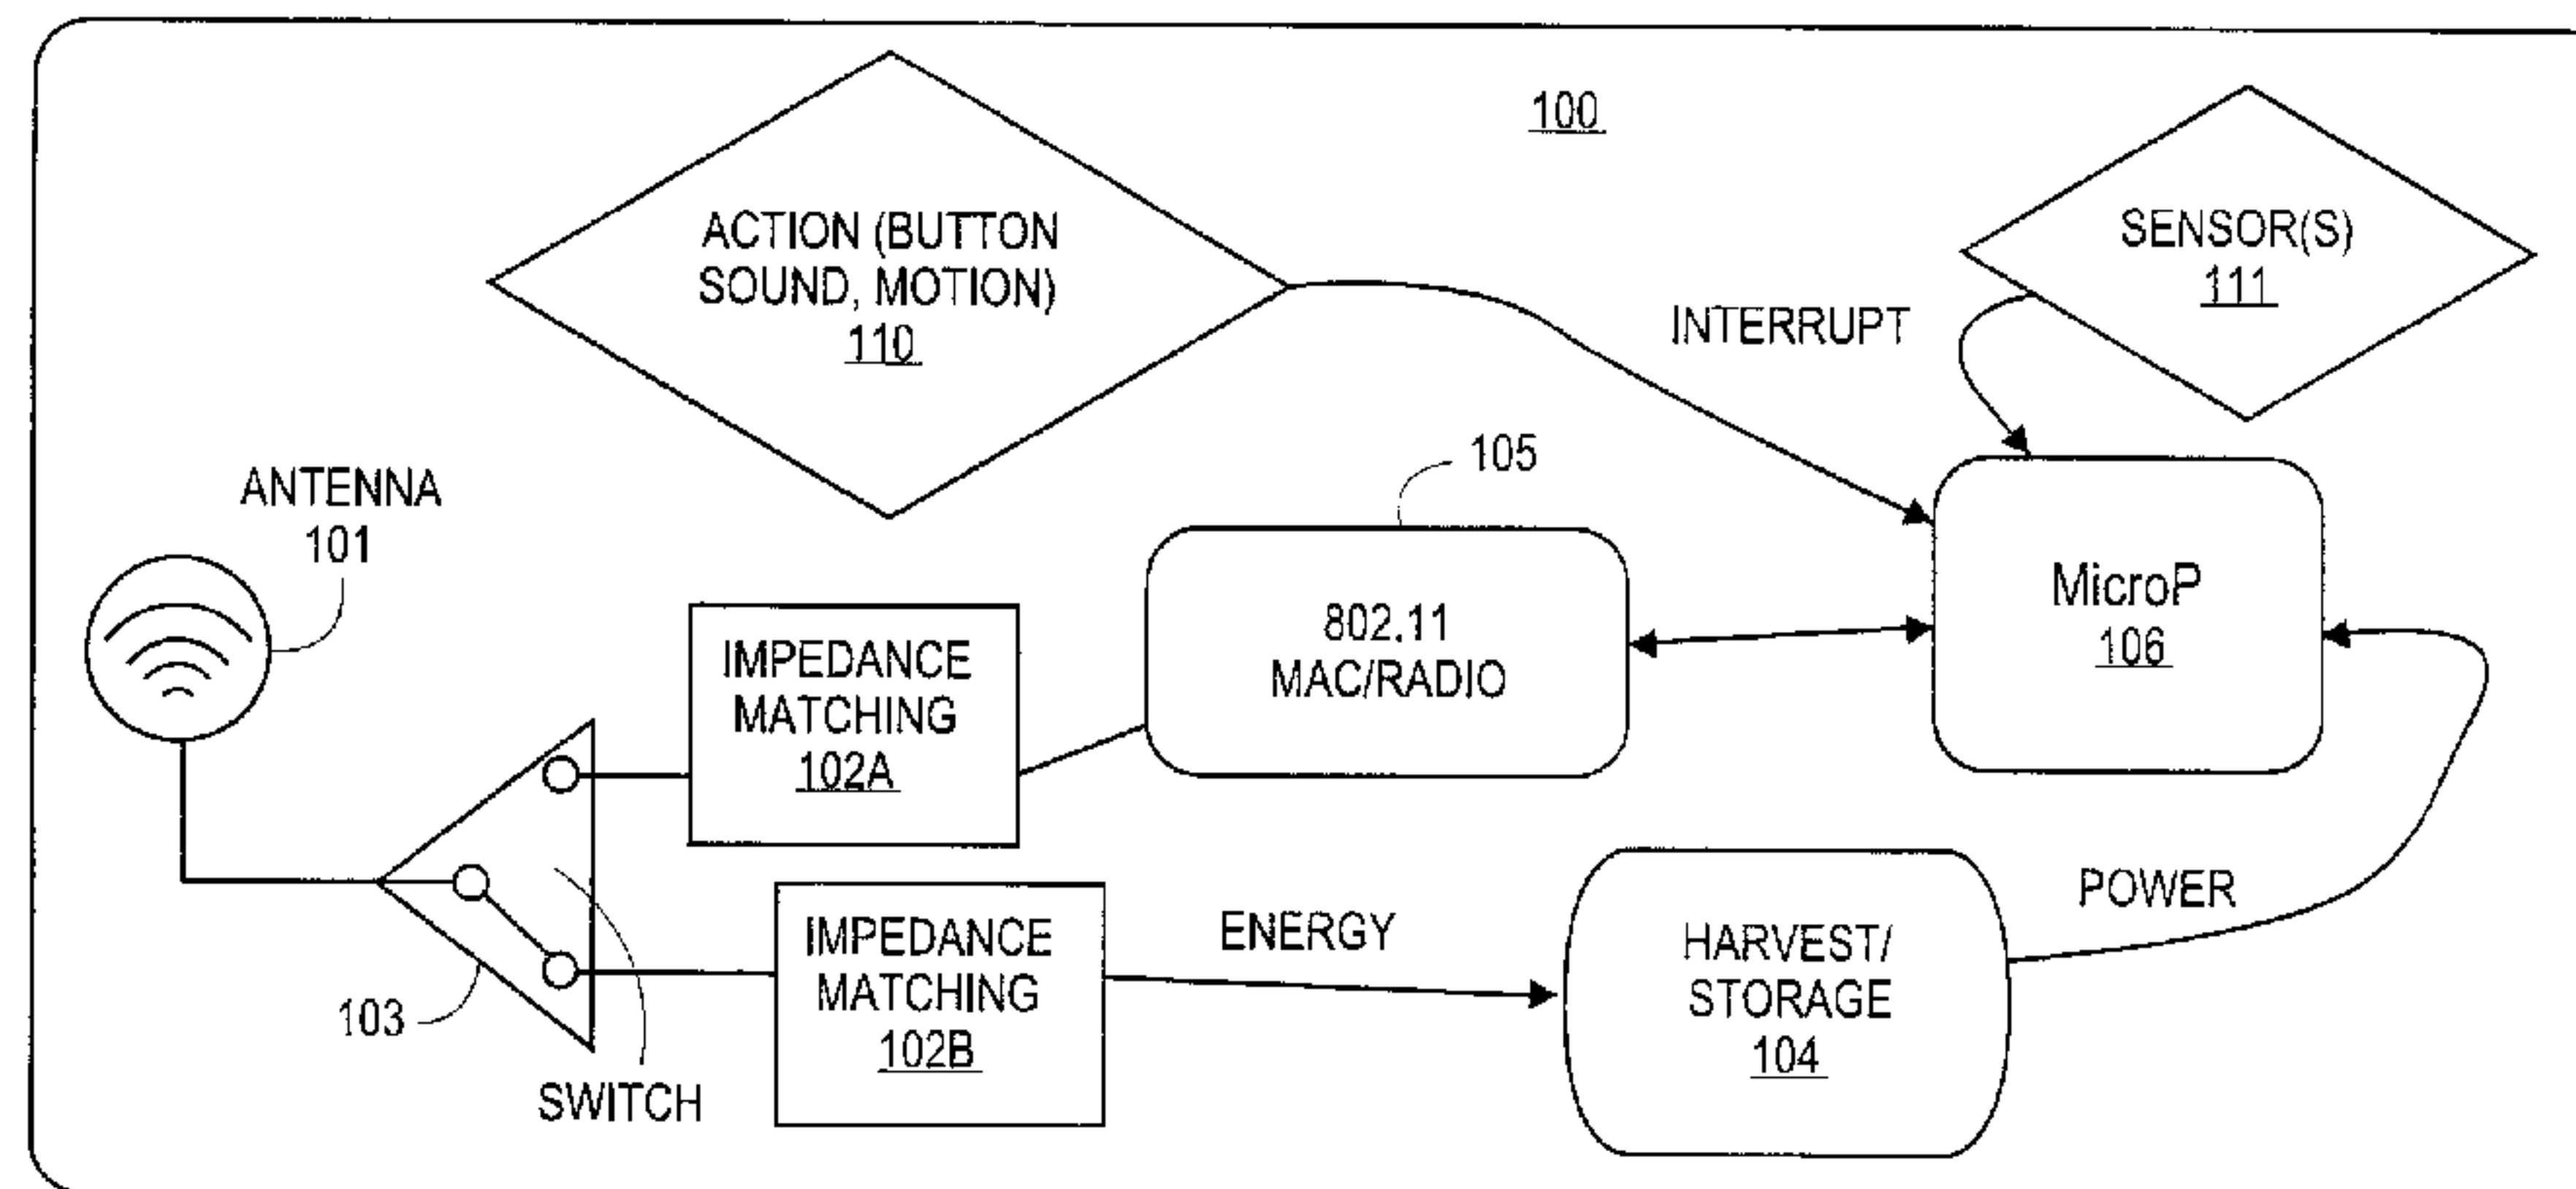 100
ACTION (BUTTON
SOUND, MOTION)
110
SENSOR(S)
111
INTERRUPT
105
ANTENNA
101
802.11
MAC/RADIO
MicroP
106
IMPEDANCE
MATCHING
102A
IMPEDANCE
MATCHING
102B
ENERGY
HARVEST/
STORAGE
104
POWER
103
SWITCH